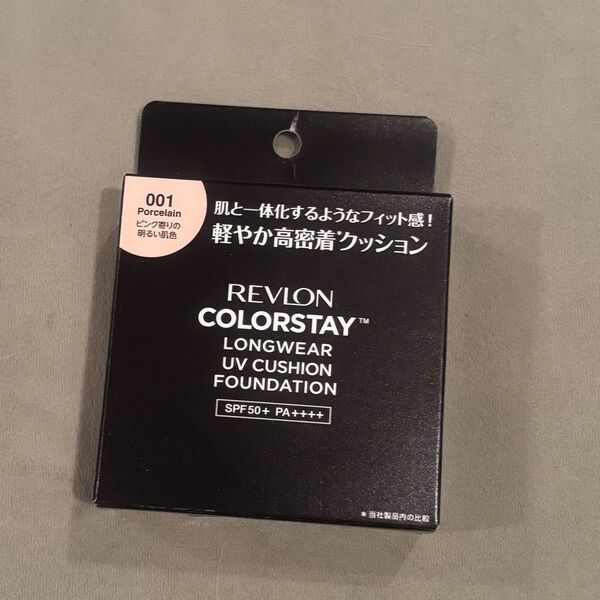 001
Porcelain
ピンク寄りの
明るい肌色
肌と一体化するようなフィット感!
軽やか高密着*クッション
REVLON
COLORSTAY™
LONGWEAR
UV CUSHION
FOUNDATION
SPF50+ PA++++
*当社製品内の比較